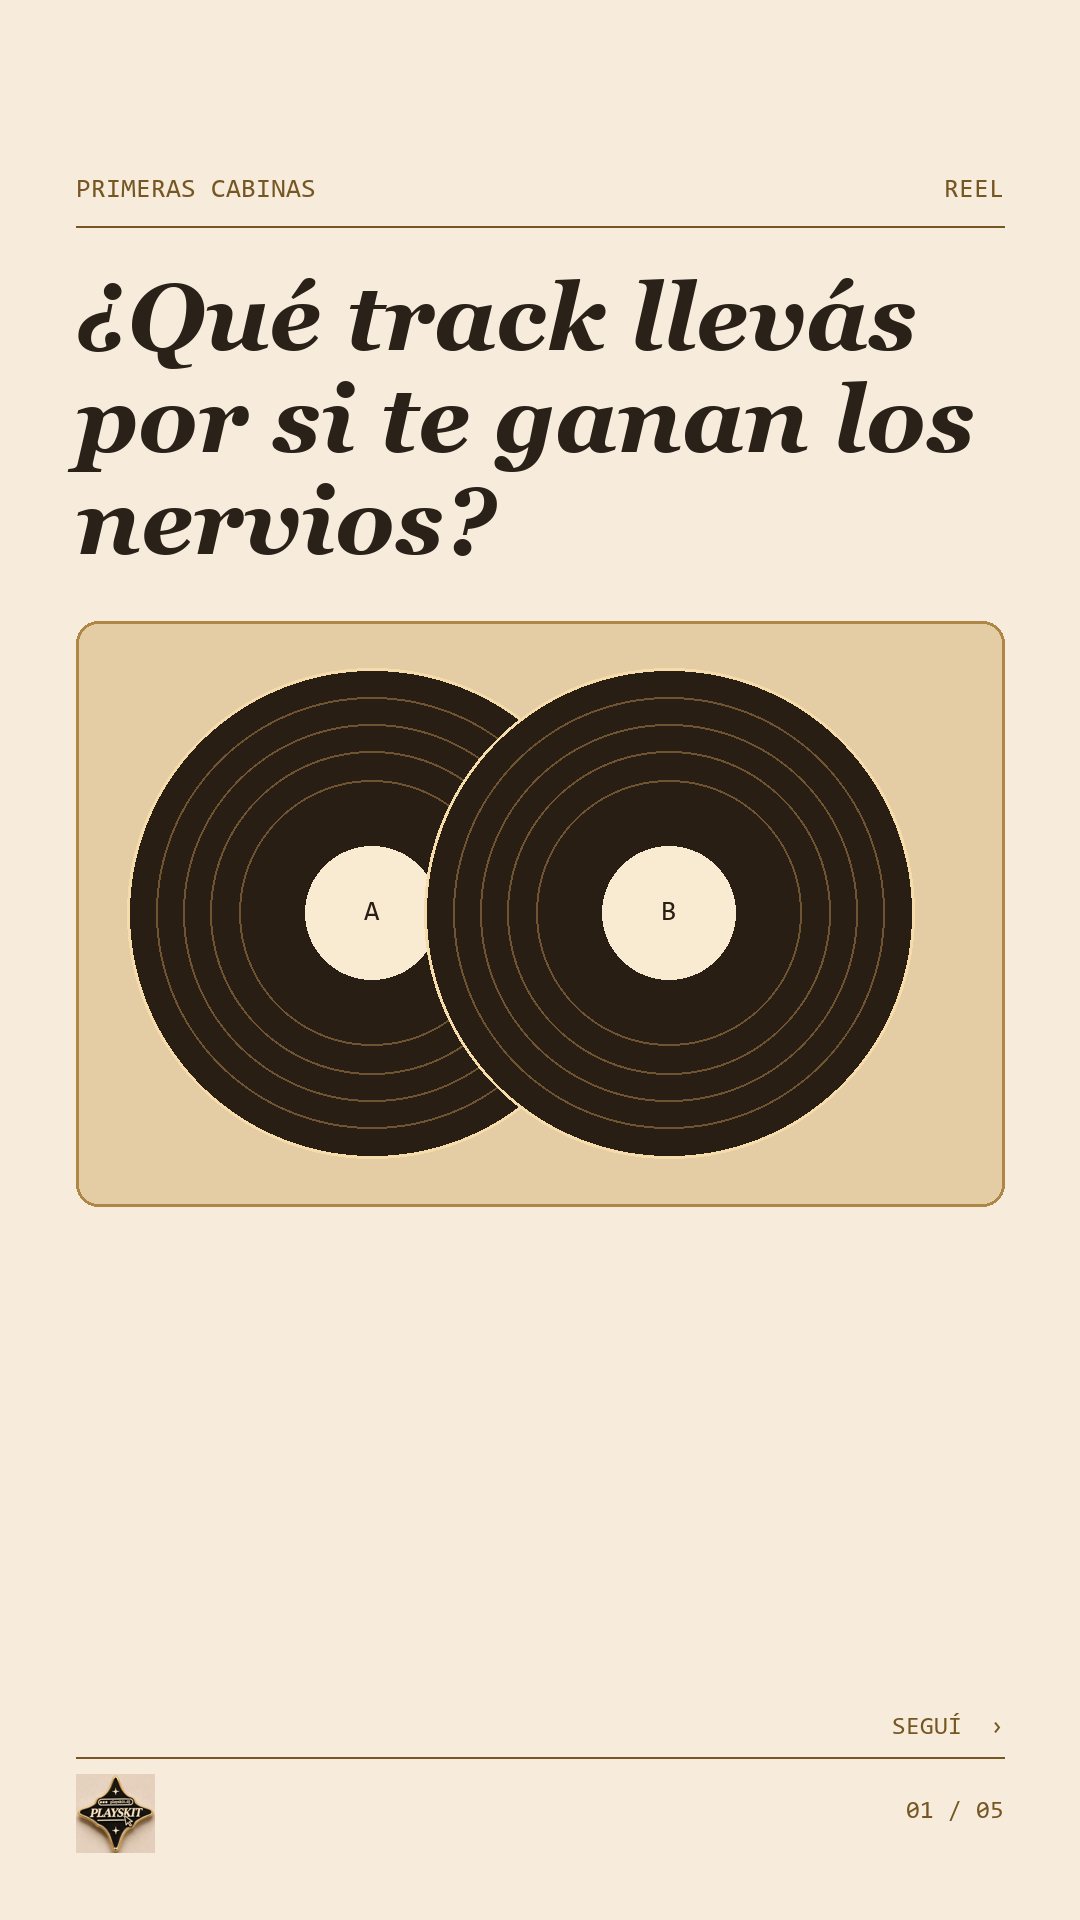 PRIMERAS CABINAS
REEL
¿Qué track llevás
por si te ganan los
nervios?
A
B
SEGUÍ ›
PLAYSKIT
01 / 05